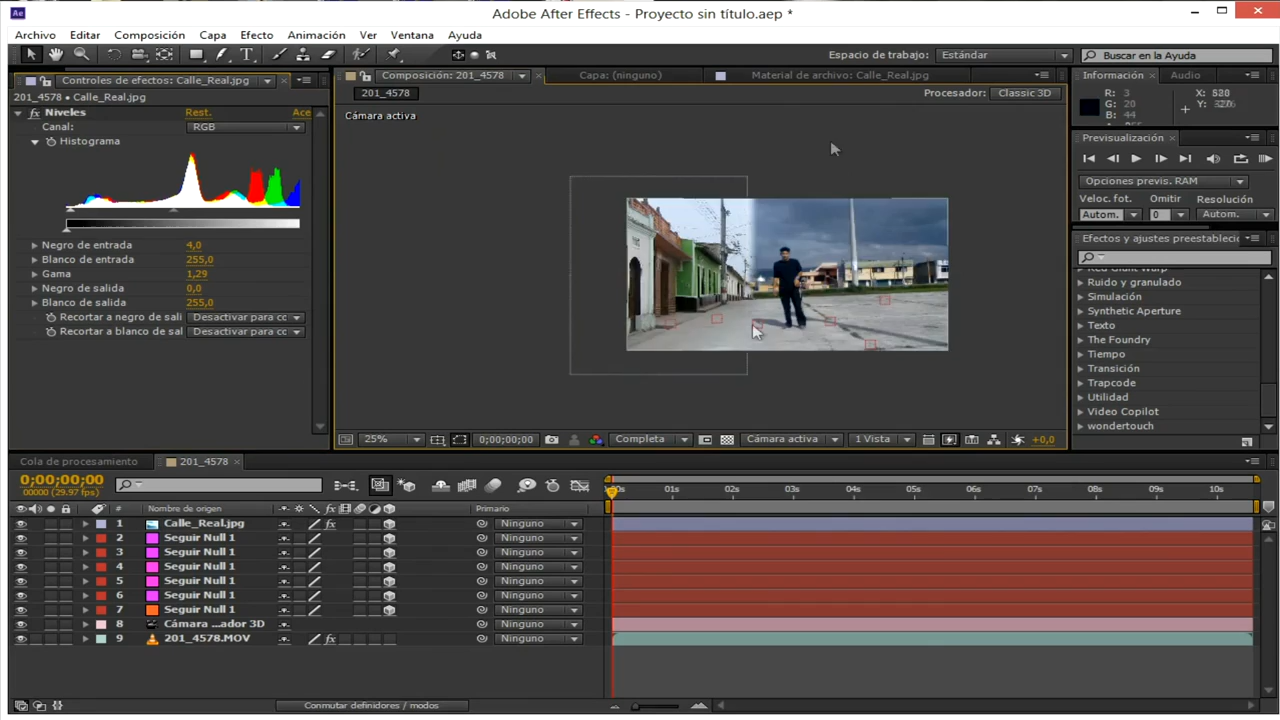 Ae
Adobe After Effects - Proyecto sin título.aep *
Archivo Editar Composición Capa Efecto Animación Ver Ventana Ayuda
Espacio de trabajo: Estándar Buscar en la Ayuda
Controles de efectos: Calle_Real.jpg
201_4578 • Calle_Real.jpg
fx Niveles Rest. Ace
Canal: RGB
Histograma
Negro de entrada 4,0
Blanco de entrada 255,0
Gama 1,29
Negro de salida 0,0
Blanco de salida 255,0
Recortar a negro de sali Desactivar para cc
Recortar a blanco de sal Desactivar para cc
Composición: 201_4578 Capa: (ninguno) Material de archivo: Calle_Real.jpg
201_4578 Procesador: Classic 3D
Cámara activa
25% 0;00;00;00 Completa Cámara activa 1 Vista +0,0
Información Audio
R: 3
G: 20
B: 44
Previsualización
Opciones previs. RAM
Veloc. fot. Omitir Resolución
Autom. 0 Autom.
Efectos y ajustes preestablecic
Red Giant Warp
Ruido y granulado
Simulación
Synthetic Aperture
Texto
The Foundry
Tiempo
Transición
Trapcode
Utilidad
Video Copilot
wondertouch
Cola de procesamiento 201_4578
0;00;00;00
00000 (29.97 fps)
01s 02s 03s 04s 05s 06s 07s 08s 09s 10s
# Nombre de origen fx Primario
1 Calle_Real.jpg fx Ninguno
2 Seguir Null 1 Ninguno
3 Seguir Null 1 Ninguno
4 Seguir Null 1 Ninguno
5 Seguir Null 1 Ninguno
6 Seguir Null 1 Ninguno
7 Seguir Null 1 Ninguno
8 Cámara ...ador 3D Ninguno
9 201_4578.MOV fx Ninguno
Conmutar definidores / modos